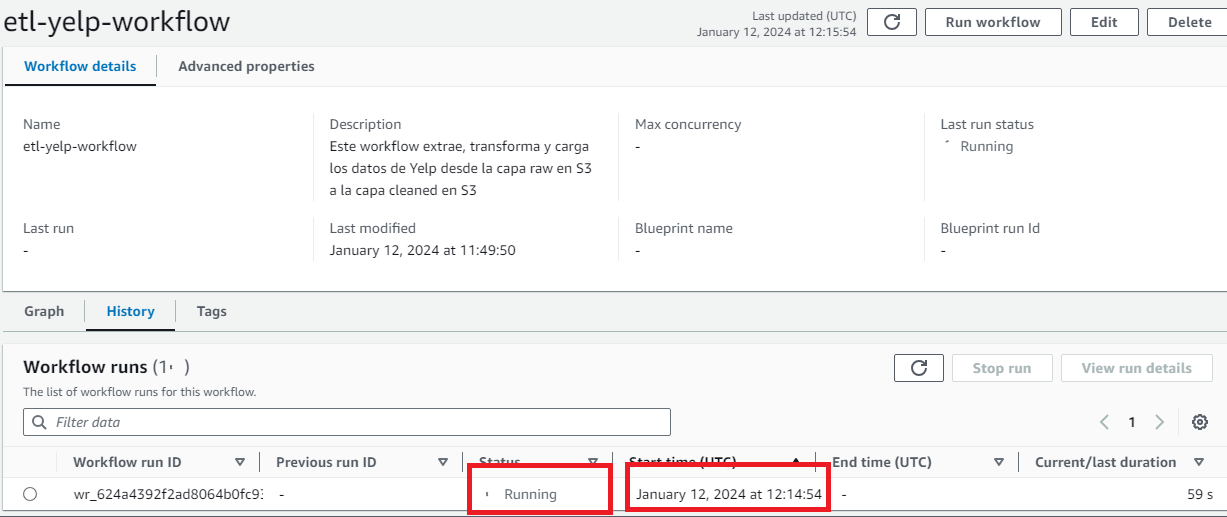 etl-yelp-workflow
Last updated (UTC)
January 12, 2024 at 12:15:54
Run workflow
Edit
Delete
Workflow details
Advanced properties
Name
etl-yelp-workflow
Description
Este workflow extrae, transforma y carga
los datos de Yelp desde la capa raw en S3
a la capa cleaned en S3
Max concurrency
-
Last run status
Running
Last run
-
Last modified
January 12, 2024 at 11:49:50
Blueprint name
-
Blueprint run Id
-
Graph
History
Tags
Workflow runs (1 )
Stop run
View run details
The list of workflow runs for this workflow.
Filter data
1
Workflow run ID
Previous run ID
Status
Start time (UTC)
End time (UTC)
Current/last duration
wr_624a4392f2ad8064b0fc93
-
Running
January 12, 2024 at 12:14:54
-
59 s